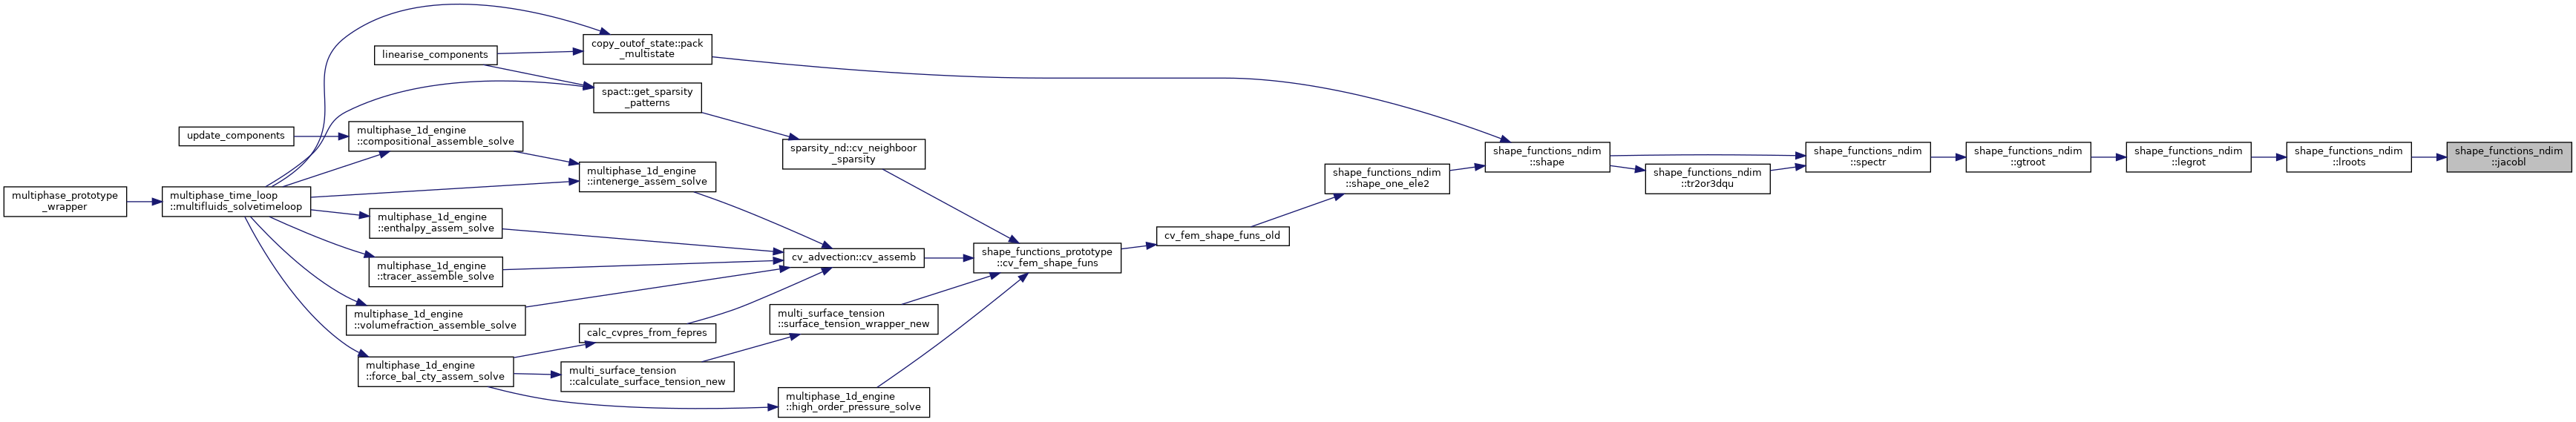 multiphase_prototype
_wrapper
multiphase_time_loop
::multifluids_solvetimeloop
update_components
linearise_components
multiphase_1d_engine
::compositional_assemble_solve
multiphase_1d_engine
::enthalpy_assem_solve
multiphase_1d_engine
::tracer_assemble_solve
multiphase_1d_engine
::volumefraction_assemble_solve
multiphase_1d_engine
::force_bal_cty_assem_solve
copy_outof_state::pack
_multistate
spact::get_sparsity
_patterns
multiphase_1d_engine
::intenerge_assem_solve
calc_cvpres_from_fepres
multi_surface_tension
::calculate_surface_tension_new
sparsity_nd::cv_neighboor
_sparsity
cv_advection::cv_assemb
multi_surface_tension
::surface_tension_wrapper_new
multiphase_1d_engine
::high_order_pressure_solve
shape_functions_prototype
::cv_fem_shape_funs
cv_fem_shape_funs_old
shape_functions_ndim
::shape_one_ele2
shape_functions_ndim
::shape
shape_functions_ndim
::tr2or3dqu
shape_functions_ndim
::spectr
shape_functions_ndim
::gtroot
shape_functions_ndim
::legrot
shape_functions_ndim
::lroots
shape_functions_ndim
::jacobl